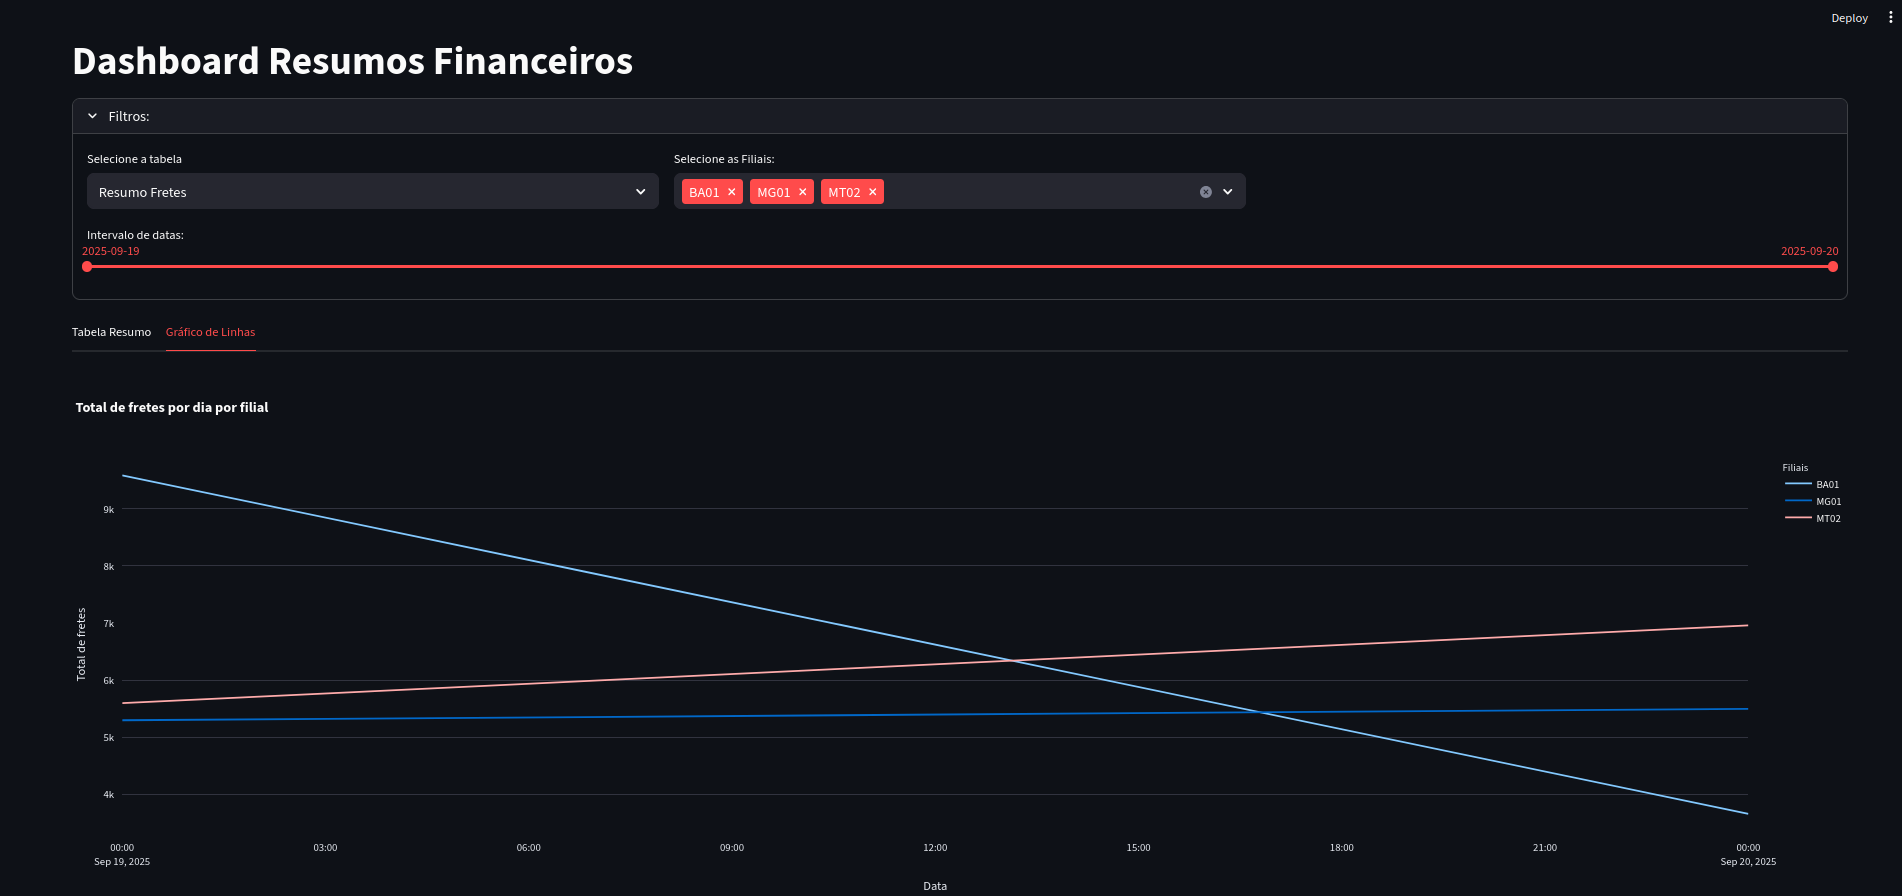 Deploy
Dashboard Resumos Financeiros
Filtros:
Selecione a tabela
Selecione as Filiais:
Resumo Fretes
BA01 MG01 MT02
Intervalo de datas:
2025-09-19 2025-09-20
Tabela Resumo Gráfico de Linhas
Total de fretes por dia por filial
Filiais
BA01
MG01
MT02
9k
8k
7k
6k
5k
4k
Total de fretes
00:00 03:00 06:00 09:00 12:00 15:00 18:00 21:00 00:00
Sep 19, 2025 Sep 20, 2025
Data